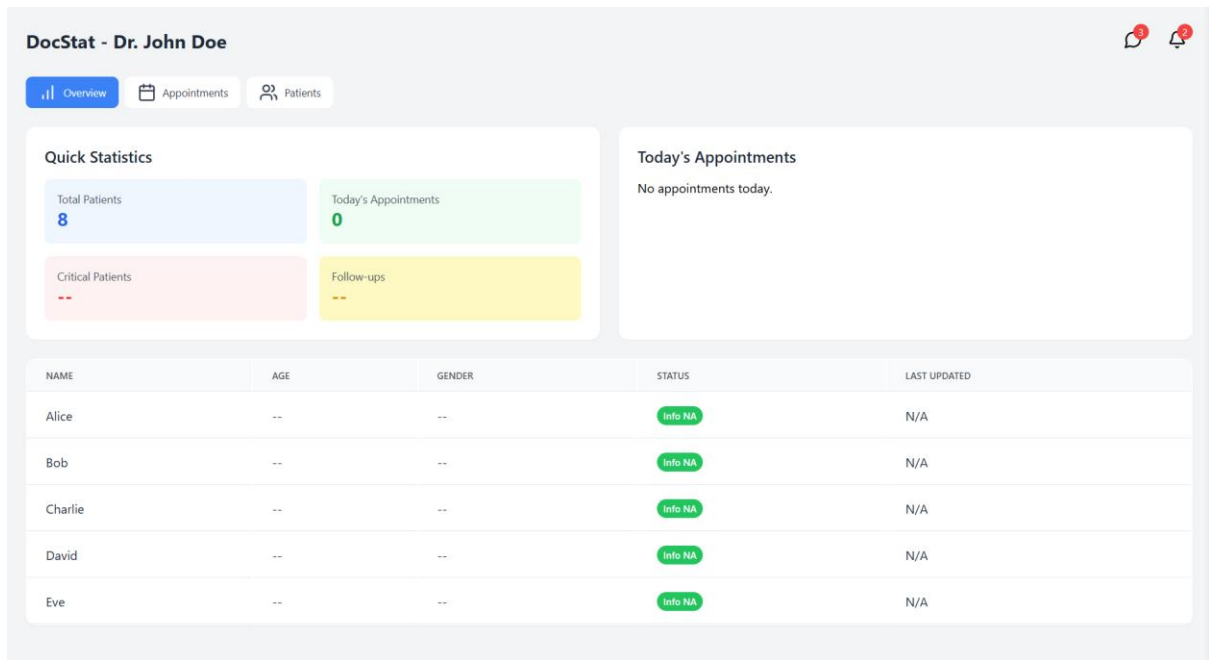 DocStat - Dr. John Doe
3
2
Overview
Appointments
Patients
Quick Statistics
Total Patients
8
Today's Appointments
0
Critical Patients
--
Follow-ups
--
Today's Appointments
No appointments today.
NAME AGE GENDER STATUS LAST UPDATED
Alice -- -- Info NA N/A
Bob -- -- Info NA N/A
Charlie -- -- Info NA N/A
David -- -- Info NA N/A
Eve -- -- Info NA N/A